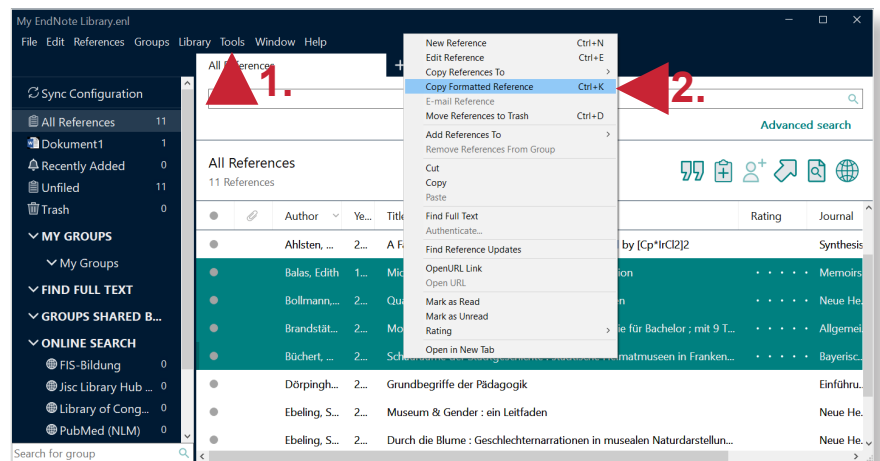 My EndNote Library.enl
File Edit References Groups Library Tools Window Help
All References +
1.
2.
Sync Configuration
All References 11
Dokument1 1
Recently Added 0
Unfiled 11
Trash 0
MY GROUPS
My Groups
FIND FULL TEXT
GROUPS SHARED B...
ONLINE SEARCH
FIS-Bildung 0
Jisc Library Hub ... 0
Library of Cong... 0
PubMed (NLM) 0
Search for group
New Reference Ctrl+N
Edit Reference Ctrl+E
Copy References To
Copy Formatted Reference Ctrl+K
E-mail Reference
Move References to Trash Ctrl+D
Add References To
Remove References From Group
Cut
Copy
Paste
Find Full Text
Authenticate...
Find Reference Updates
OpenURL Link
Open URL
Mark as Read
Mark as Unread
Rating
Open in New Tab
Advanced search
All References
11 References
Author Ye... Title Rating Journal
Ahlsten, ... 2... A F by [Cp*IrCl2]2 Synthesis
Balas, Edith 1... Mic ion Memoirs
Bollmann,... 2... Qua n Neue He.
Brandstät... 2... Mo ie für Bachelor ; mit 9 T... Allgemei
Büchert, ... 2... matmuseen in Franken... Bayerisc..
Dörpingh... 2... Grundbegriffe der Pädagogik Einführu..
Ebeling, S... 2... Museum & Gender : ein Leitfaden Neue He.
Ebeling, S... 2... Durch die Blume : Geschlechternarrationen in musealen Naturdarstellun... Neue He.